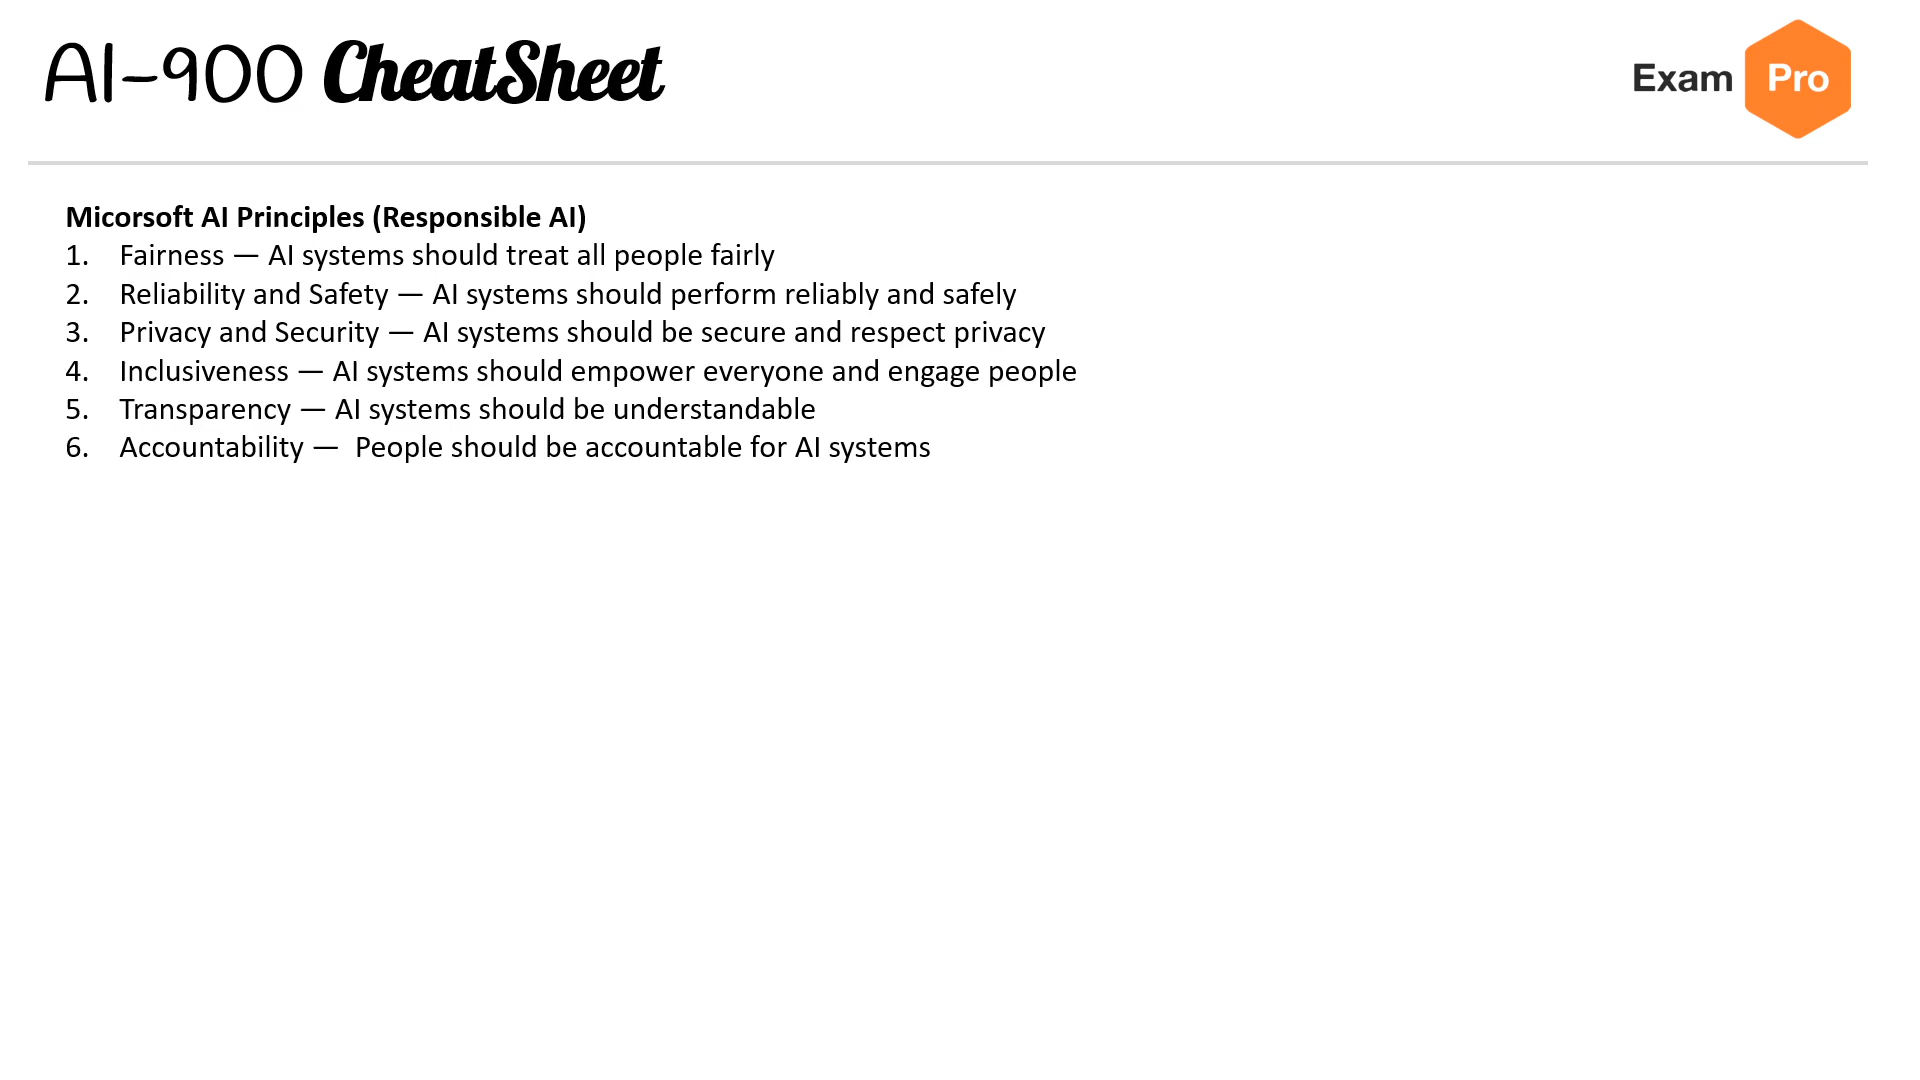 AI-900 CheatSheet
Exam Pro
Micorsoft AI Principles (Responsible AI)
1. Fairness — AI systems should treat all people fairly
2. Reliability and Safety — AI systems should perform reliably and safely
3. Privacy and Security — AI systems should be secure and respect privacy
4. Inclusiveness — AI systems should empower everyone and engage people
5. Transparency — AI systems should be understandable
6. Accountability —  People should be accountable for AI systems